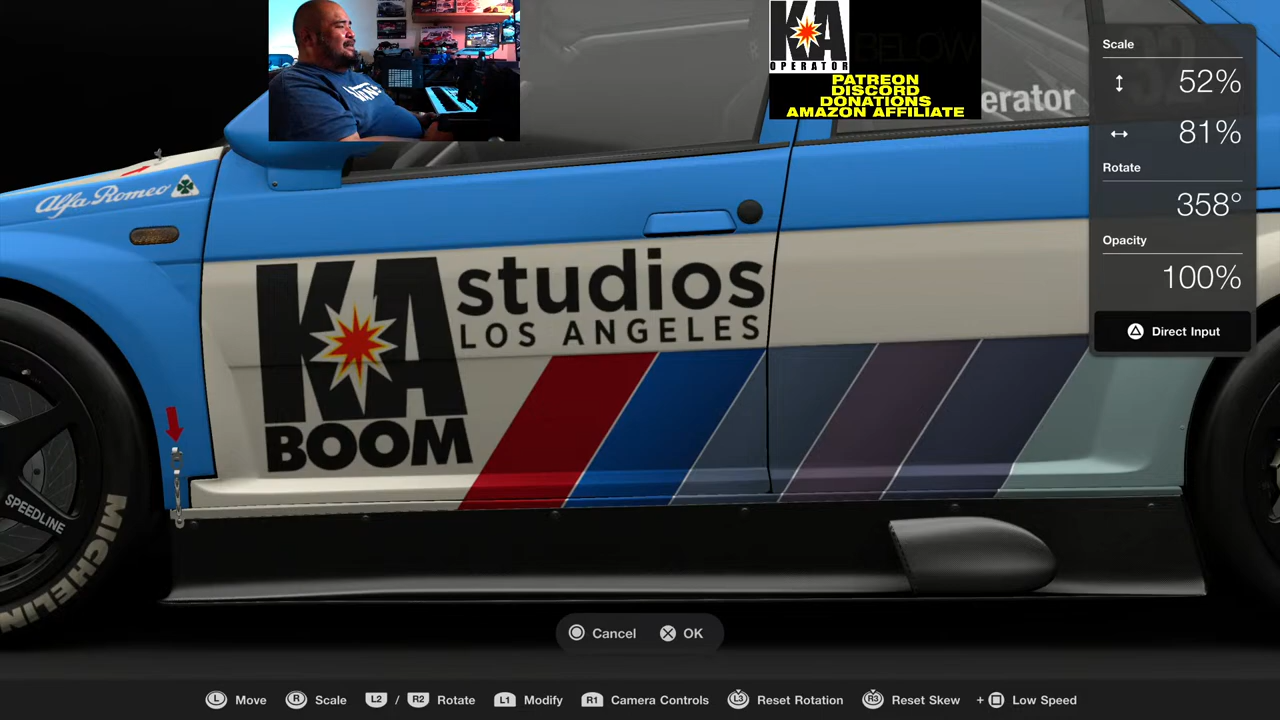 KA
OPERATOR
PATREON
DISCORD
DONATIONS
AMAZON AFFILIATE
erator
Scale
52%
81%
Rotate
358°
Opacity
100%
Direct Input
Alfa Romeo
KA studios
LOS ANGELES
BOOM
SPEEDLINE
MICHELIN
Cancel
OK
L Move
R Scale
L2 / R2 Rotate
L1 Modify
R1 Camera Controls
L3 Reset Rotation
R3 Reset Skew
+ Low Speed